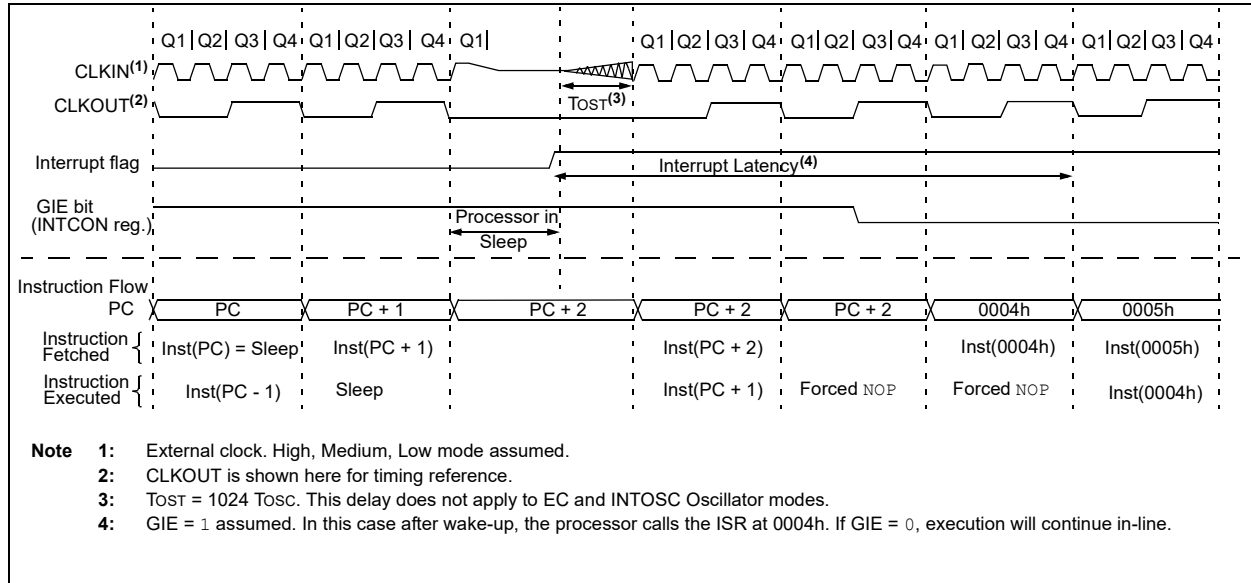 Q1 Q2 Q3 Q4 Q1 Q2 Q3 Q4 Q1 Q1 Q2 Q3 Q4 Q1 Q2 Q3 Q4 Q1 Q2 Q3 Q4 Q1 Q2 Q3 Q4
CLKIN(1)
CLKOUT(2)
TOST(3)
Interrupt flag
Interrupt Latency(4)
GIE bit
(INTCON reg.)
Processor in
Sleep
Instruction Flow
PC PC PC + 1 PC + 2 PC + 2 PC + 2 0004h 0005h
Instruction
Fetched
Inst(PC) = Sleep Inst(PC + 1) Inst(PC + 2) Inst(0004h) Inst(0005h)
Instruction
Executed
Inst(PC - 1) Sleep Inst(PC + 1) Forced NOP Forced NOP Inst(0004h)
Note 1: External clock. High, Medium, Low mode assumed.
2: CLKOUT is shown here for timing reference.
3: TOST = 1024 TOSC. This delay does not apply to EC and INTOSC Oscillator modes.
4: GIE = 1 assumed. In this case after wake-up, the processor calls the ISR at 0004h. If GIE = 0, execution will continue in-line.